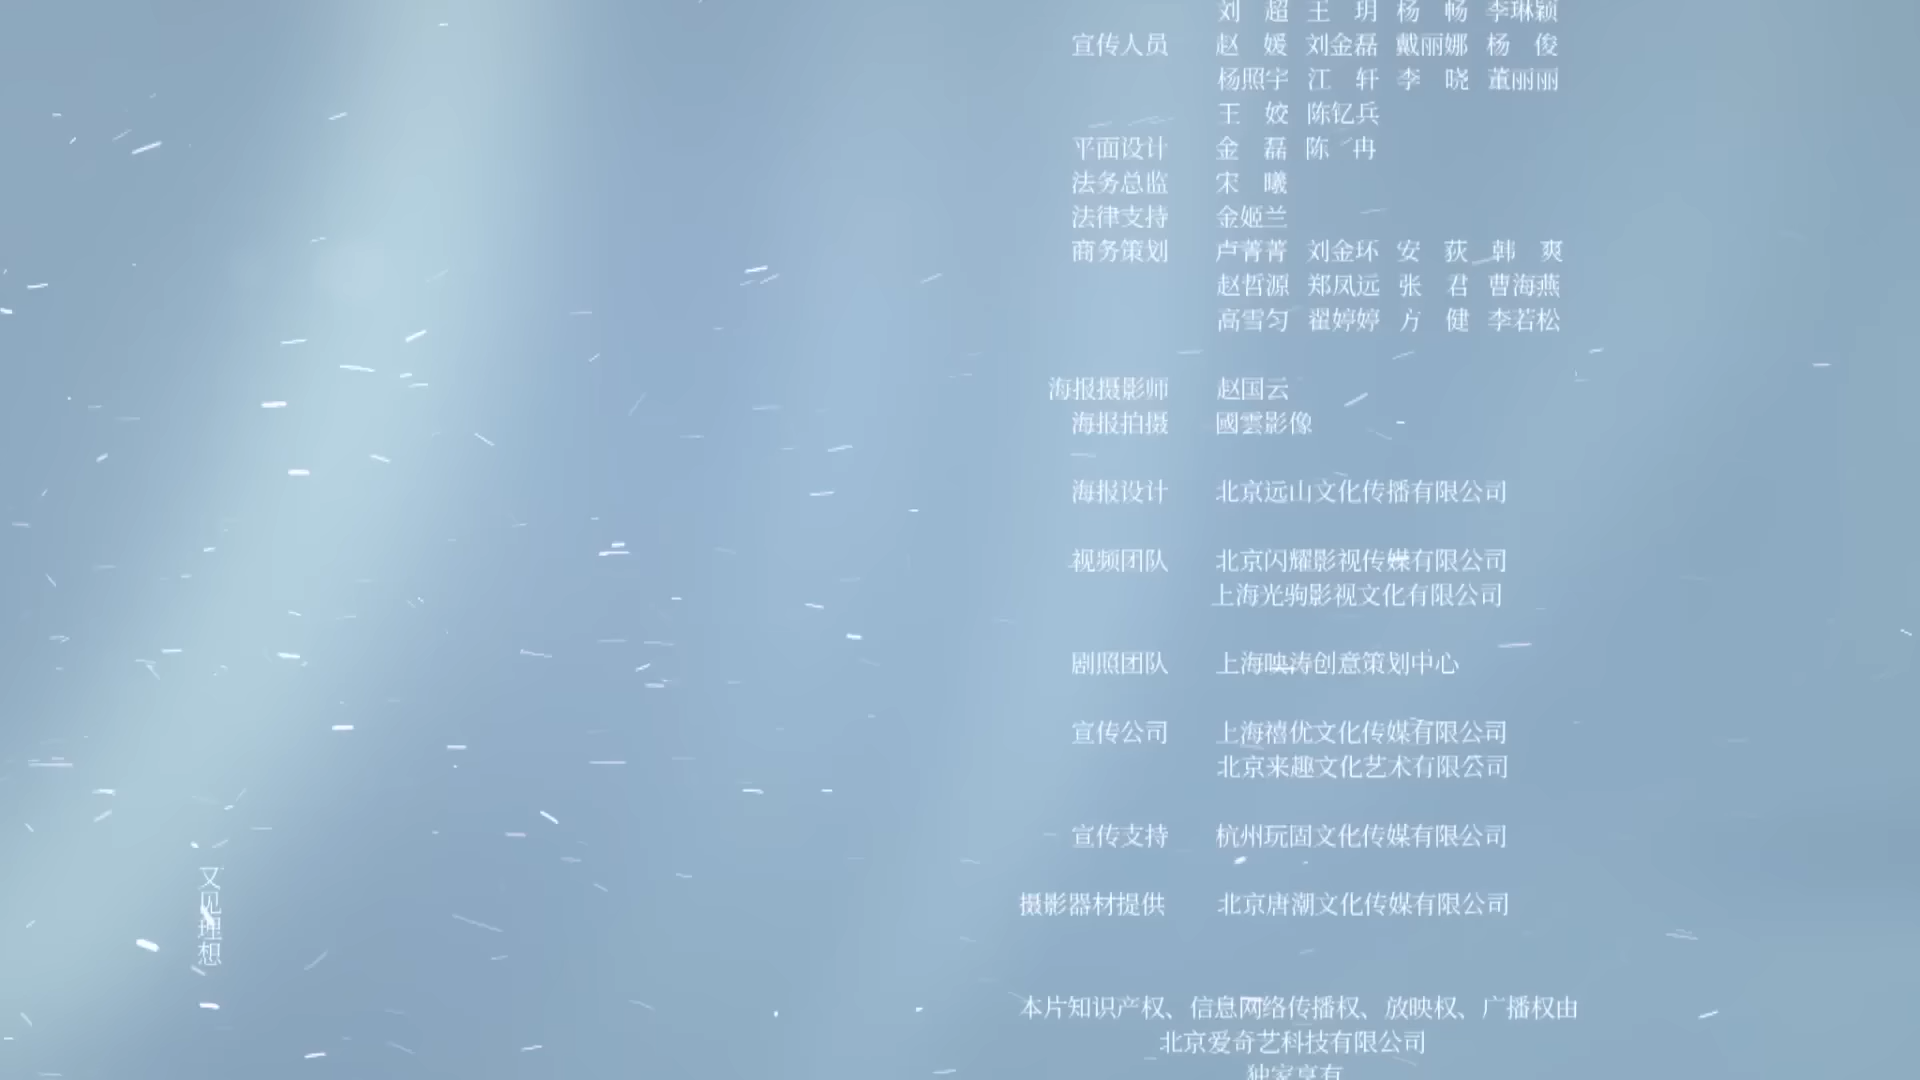 刘　超 王　玥 杨　畅 李琳颖
宣传人员 赵　媛 刘金磊 戴丽娜 杨　俊
杨照宇 江　轩 李　晓 董丽丽
王　姣 陈钇兵
平面设计 金　磊 陈　冉
法务总监 宋　曦
法律支持 金姬兰
商务策划 卢菁菁 刘金环 安　荻 韩　爽
赵哲源 郑凤远 张　君 曹海燕
高雪匀 翟婷婷 方　健 李若松
海报摄影师 赵国云
海报拍摄 國雲影像
海报设计 北京远山文化传播有限公司
视频团队 北京闪耀影视传媒有限公司
上海光驹影视文化有限公司
剧照团队 上海映涛创意策划中心
宣传公司 上海禧优文化传媒有限公司
北京来趣文化艺术有限公司
宣传支持 杭州玩固文化传媒有限公司
摄影器材提供 北京唐潮文化传媒有限公司
本片知识产权、信息网络传播权、放映权、广播权由
北京爱奇艺科技有限公司
独家享有
又见理想